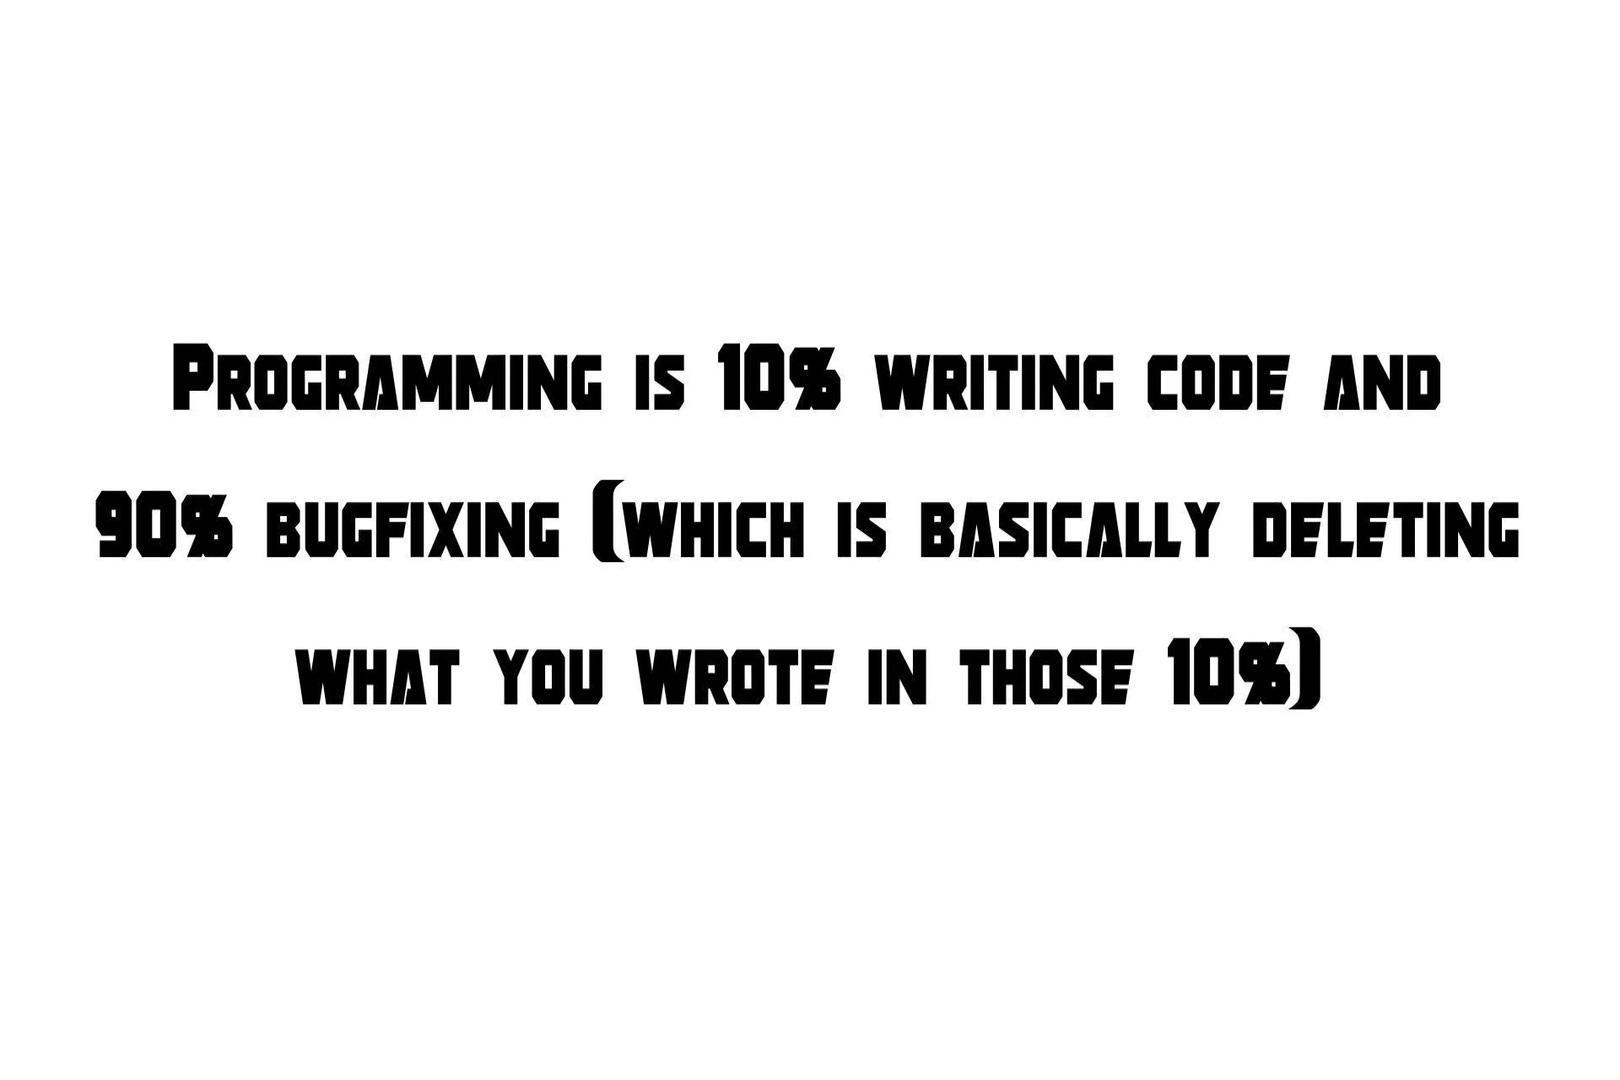 Programming is 10% writing code and
90% bugfixing (which is basically deleting
what you wrote in those 10%)